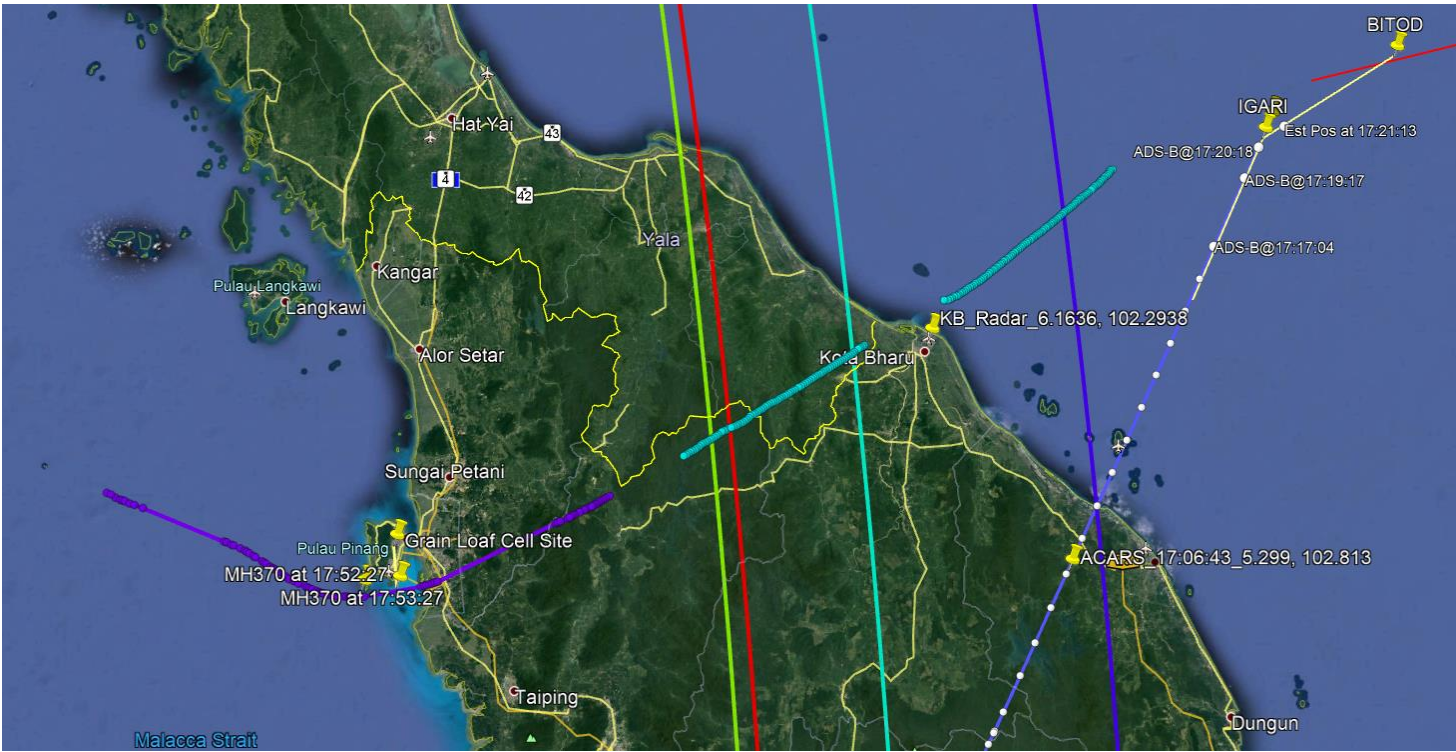 BITOD
IGARI
Est Pos at 17:21:13
ADS-B@17:20:18
ADS-B@17:19:17
ADS-B@17:17:04
Hat Yai
43
4
42
Yala
Kangar
Pulau Langkawi
Langkawi
KB_Radar_6.1636, 102.2938
Alor Setar
Kota Bharu
Sungai Petani
Grain Loaf Cell Site
Pulau Pinang
MH370 at 17:52:27
MH370 at 17:53:27
ACARS_17:06:43_5.299, 102.813
Taiping
Dungun
Malacca Strait